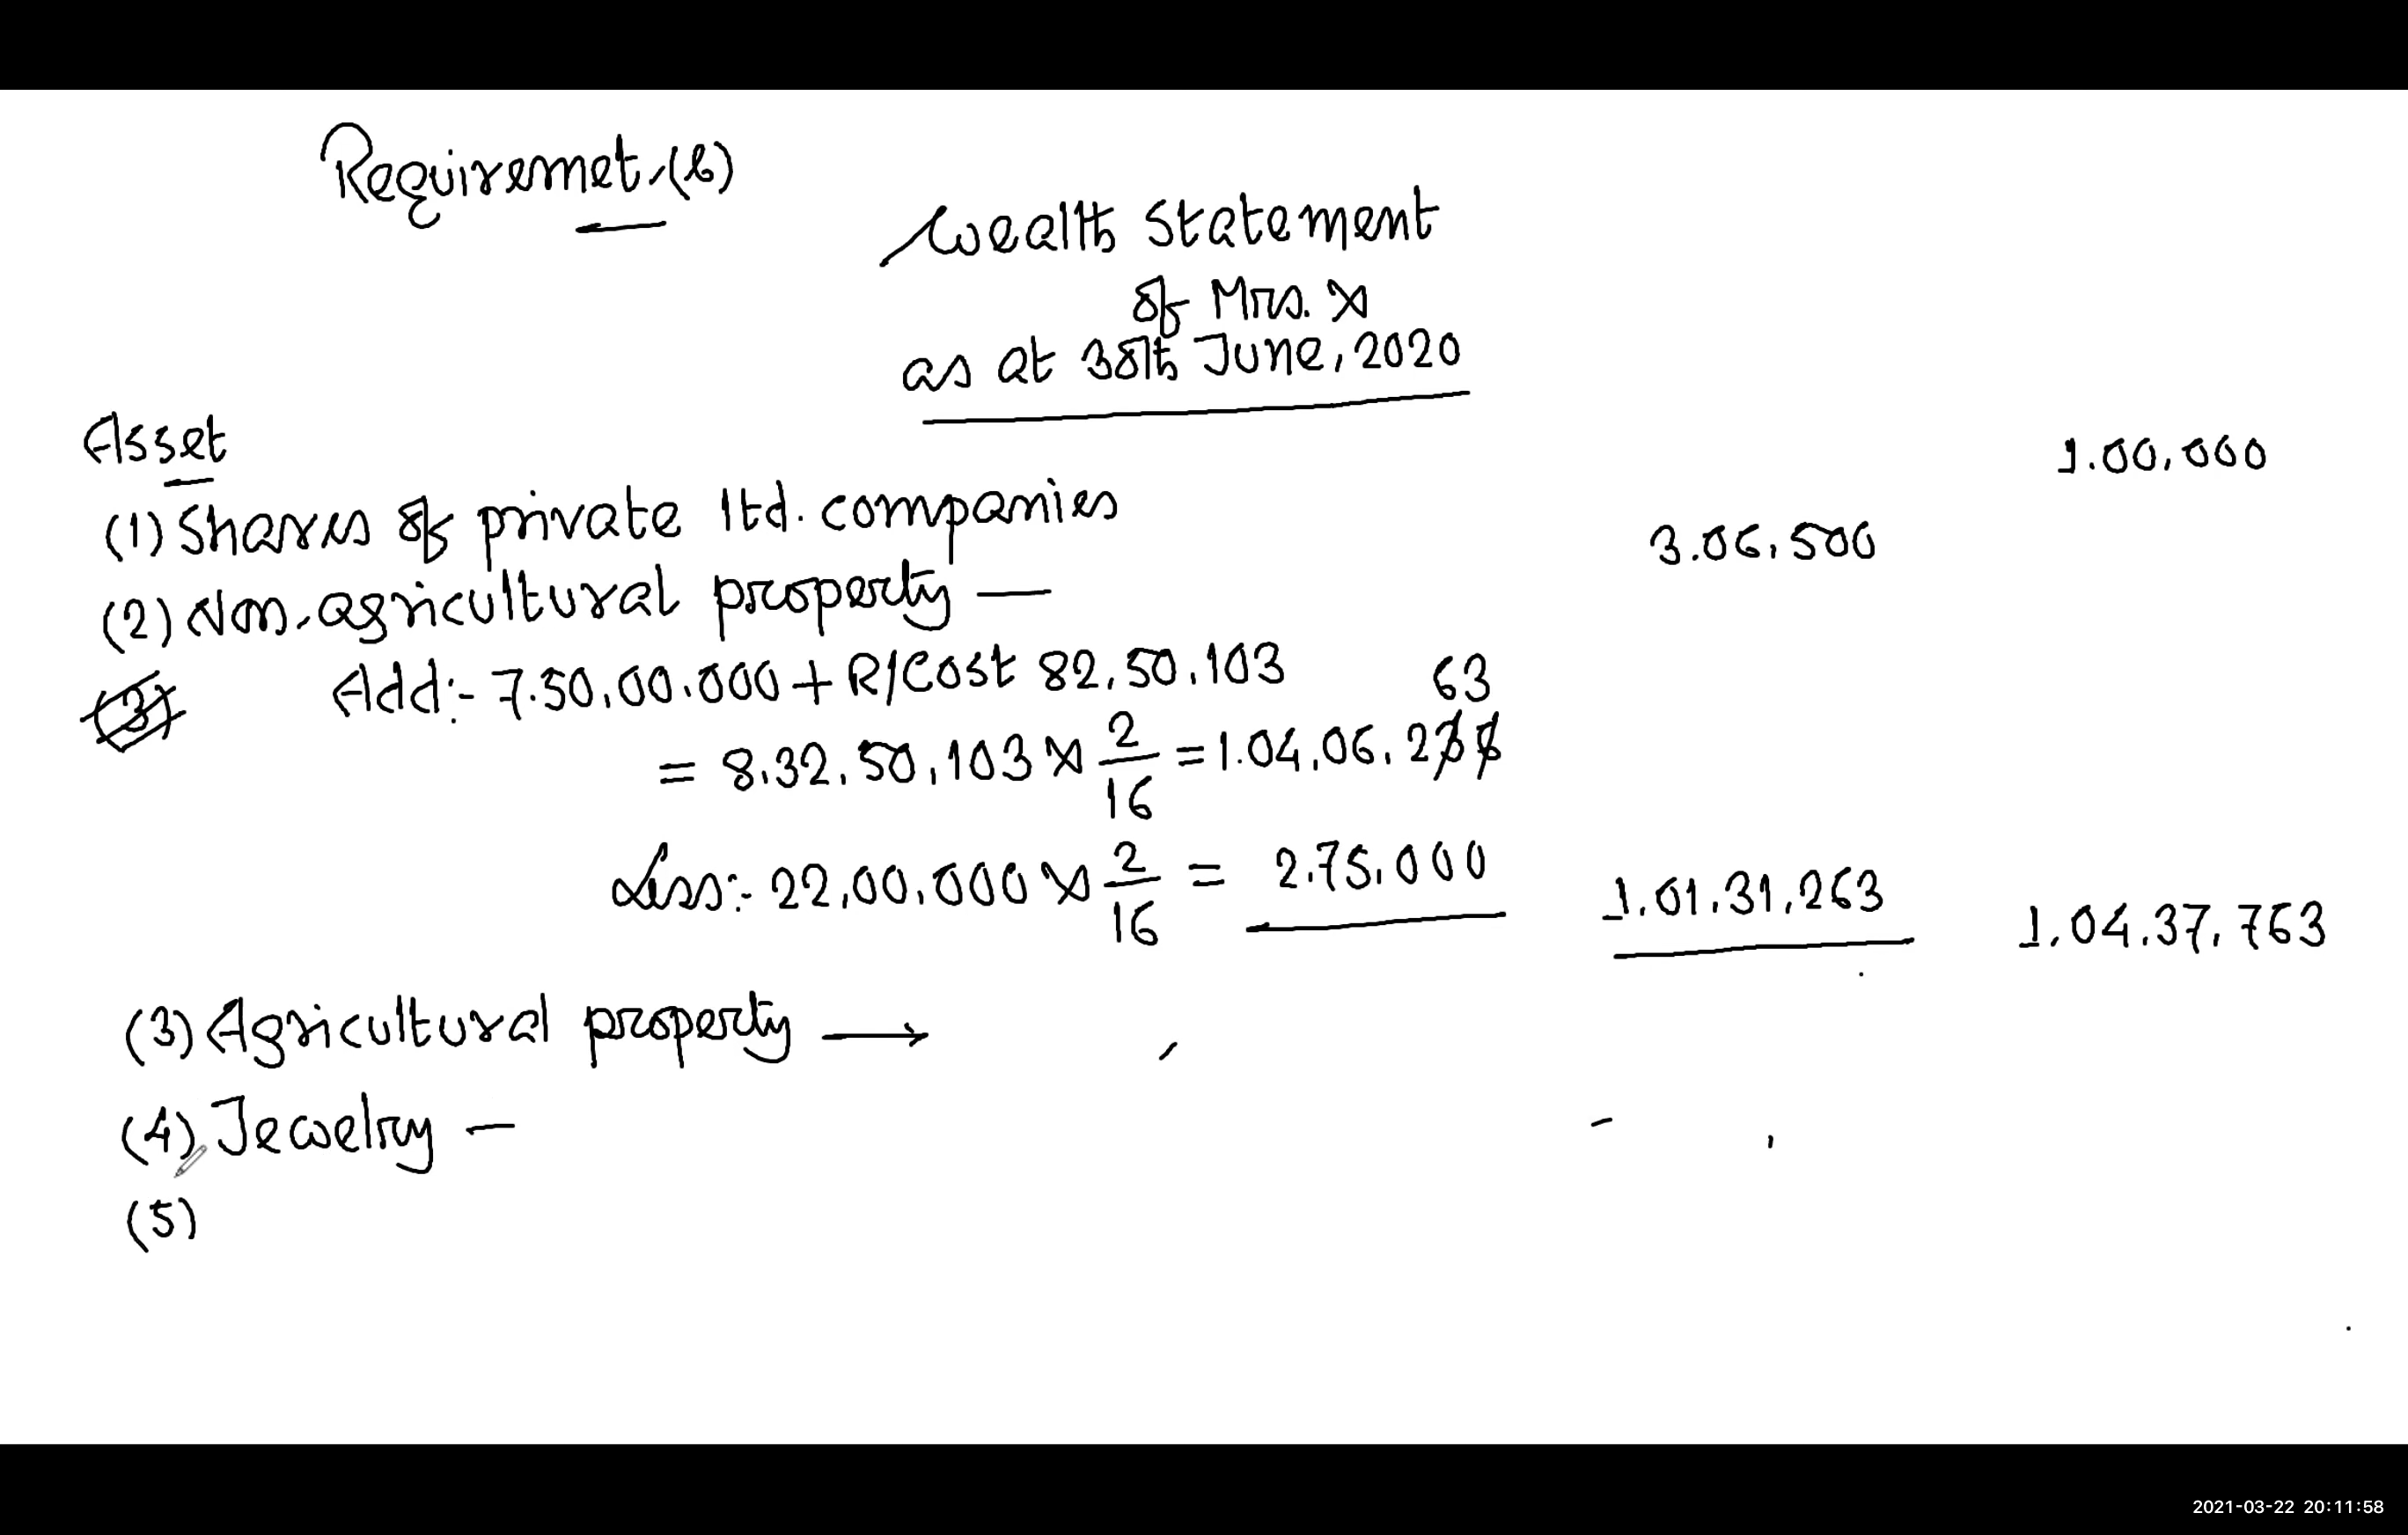 Requiremet-(b)
Wealth Statement
of Mrs. X
as at 30th June, 2020
Asset
(1) Shares of private ltd. companies 1.00,000
(2) Non-agricultural property — 3.06,500
(3) Add:- 7.50,00.000 + R/Cost 82,50,103
63
= 8,32,50,103 × 2/16 = 1.04,06,2
Less:- 22,00,000 × 2/16 = 2.75,000 1,01,31,263 1,04,37,763
(3) Agricultural property →
(4) Jewelry —
(5)
2021-03-22 20:11:58